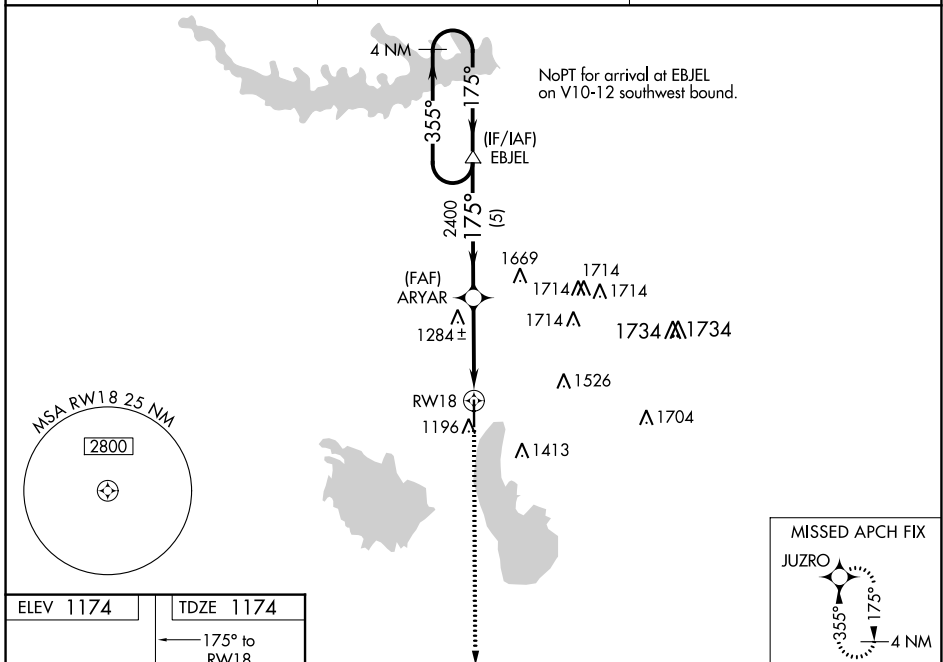 4 NM
355°
175°
NoPT for arrival at EBJEL
on V10-12 southwest bound.
(IF/IAF)
EBJEL
2400
175°
(5)
(FAF)
ARYAR
1669
1714
1714
1714
1284 ±
1714
1734
1734
1526
RW18
1196
1704
1413
MSA RW18 25 NM
2800
MISSED APCH FIX
JUZRO
355°
175°
4 NM
ELEV 1174
TDZE 1174
175° to
RW18